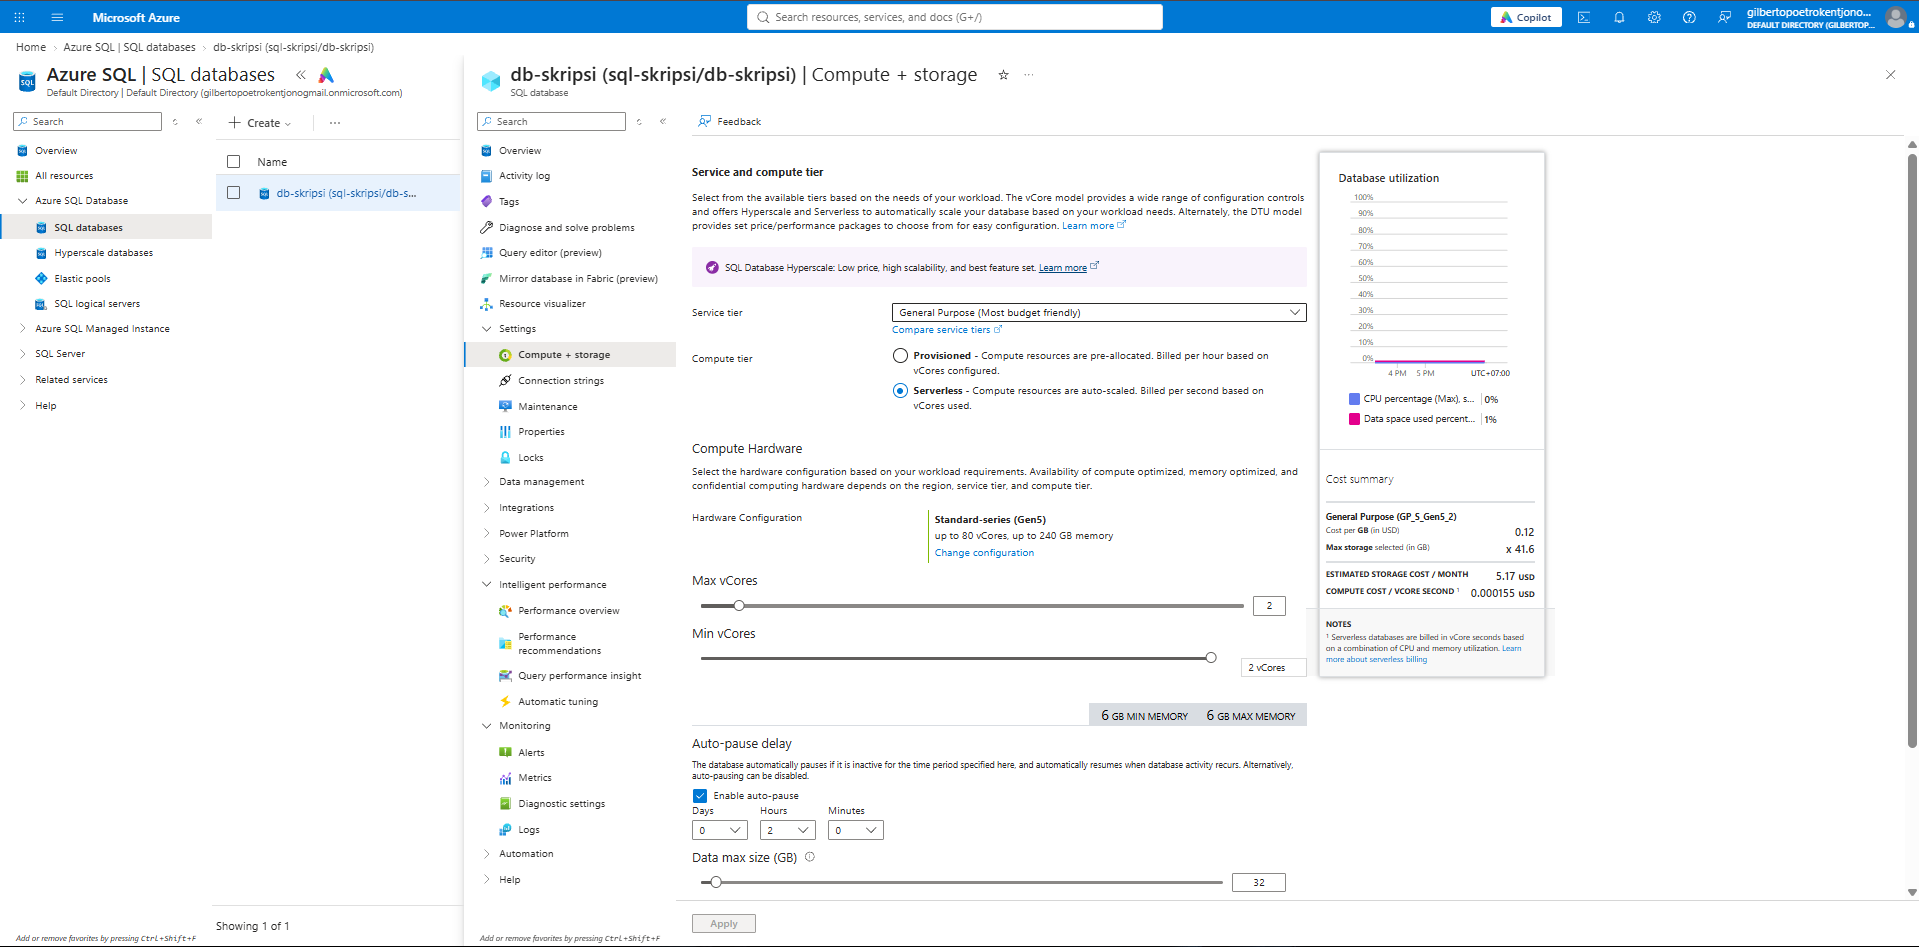 Microsoft Azure
Search resources, services, and docs (G+/)
Copilot
gilbertopoetrokentjono...
DEFAULT DIRECTORY (GILBERTOP...
Home > Azure SQL | SQL databases > db-skripsi (sql-skripsi/db-skripsi)
SQL
Azure SQL | SQL databases
Default Directory | Default Directory (gilbertopoetrokentjonogmail.onmicrosoft.com)
Search
Create
Overview
All resources
Azure SQL Database
SQL databases
Hyperscale databases
Elastic pools
SQL logical servers
Azure SQL Managed Instance
SQL Server
Related services
Help
Add or remove favorites by pressing Ctrl+Shift+F
Name
db-skripsi (sql-skripsi/db-s...
Showing 1 of 1
db-skripsi (sql-skripsi/db-skripsi) | Compute + storage
SQL database
Search
Overview
Activity log
Tags
Diagnose and solve problems
Query editor (preview)
Mirror database in Fabric (preview)
Resource visualizer
Settings
Compute + storage
Connection strings
Maintenance
Properties
Locks
Data management
Integrations
Power Platform
Security
Intelligent performance
Performance overview
Performance
recommendations
Query performance insight
Automatic tuning
Monitoring
Alerts
Metrics
Diagnostic settings
Logs
Automation
Help
Add or remove favorites by pressing Ctrl+Shift+F
Feedback
Service and compute tier
Select from the available tiers based on the needs of your workload. The vCore model provides a wide range of configuration controls
and offers Hyperscale and Serverless to automatically scale your database based on your workload needs. Alternately, the DTU model
provides set price/performance packages to choose from for easy configuration. Learn more
SQL Database Hyperscale: Low price, high scalability, and best feature set. Learn more
Service tier
General Purpose (Most budget friendly)
Compare service tiers
Compute tier
Provisioned - Compute resources are pre-allocated. Billed per hour based on
vCores configured.
Serverless - Compute resources are auto-scaled. Billed per second based on
vCores used.
Compute Hardware
Select the hardware configuration based on your workload requirements. Availability of compute optimized, memory optimized, and
confidential computing hardware depends on the region, service tier, and compute tier.
Hardware Configuration
Standard-series (Gen5)
up to 80 vCores, up to 240 GB memory
Change configuration
Max vCores
2
Min vCores
2 vCores
6 GB MIN MEMORY 6 GB MAX MEMORY
Auto-pause delay
The database automatically pauses if it is inactive for the time period specified here, and automatically resumes when database activity recurs. Alternatively,
auto-pausing can be disabled.
Enable auto-pause
Days Hours Minutes
0 2 0
Data max size (GB)
32
Apply
Database utilization
100%
90%
80%
70%
60%
50%
40%
30%
20%
10%
0%
4 PM 5 PM UTC+07:00
CPU percentage (Max), s... 0%
Data space used percent... 1%
Cost summary
General Purpose (GP_S_Gen5_2)
Cost per GB (in USD) 0.12
Max storage selected (in GB) x 41.6
ESTIMATED STORAGE COST / MONTH 5.17 USD
COMPUTE COST / VCORE SECOND ¹ 0.000155 USD
NOTES
¹ Serverless databases are billed in vCore seconds based
on a combination of CPU and memory utilization. Learn
more about serverless billing